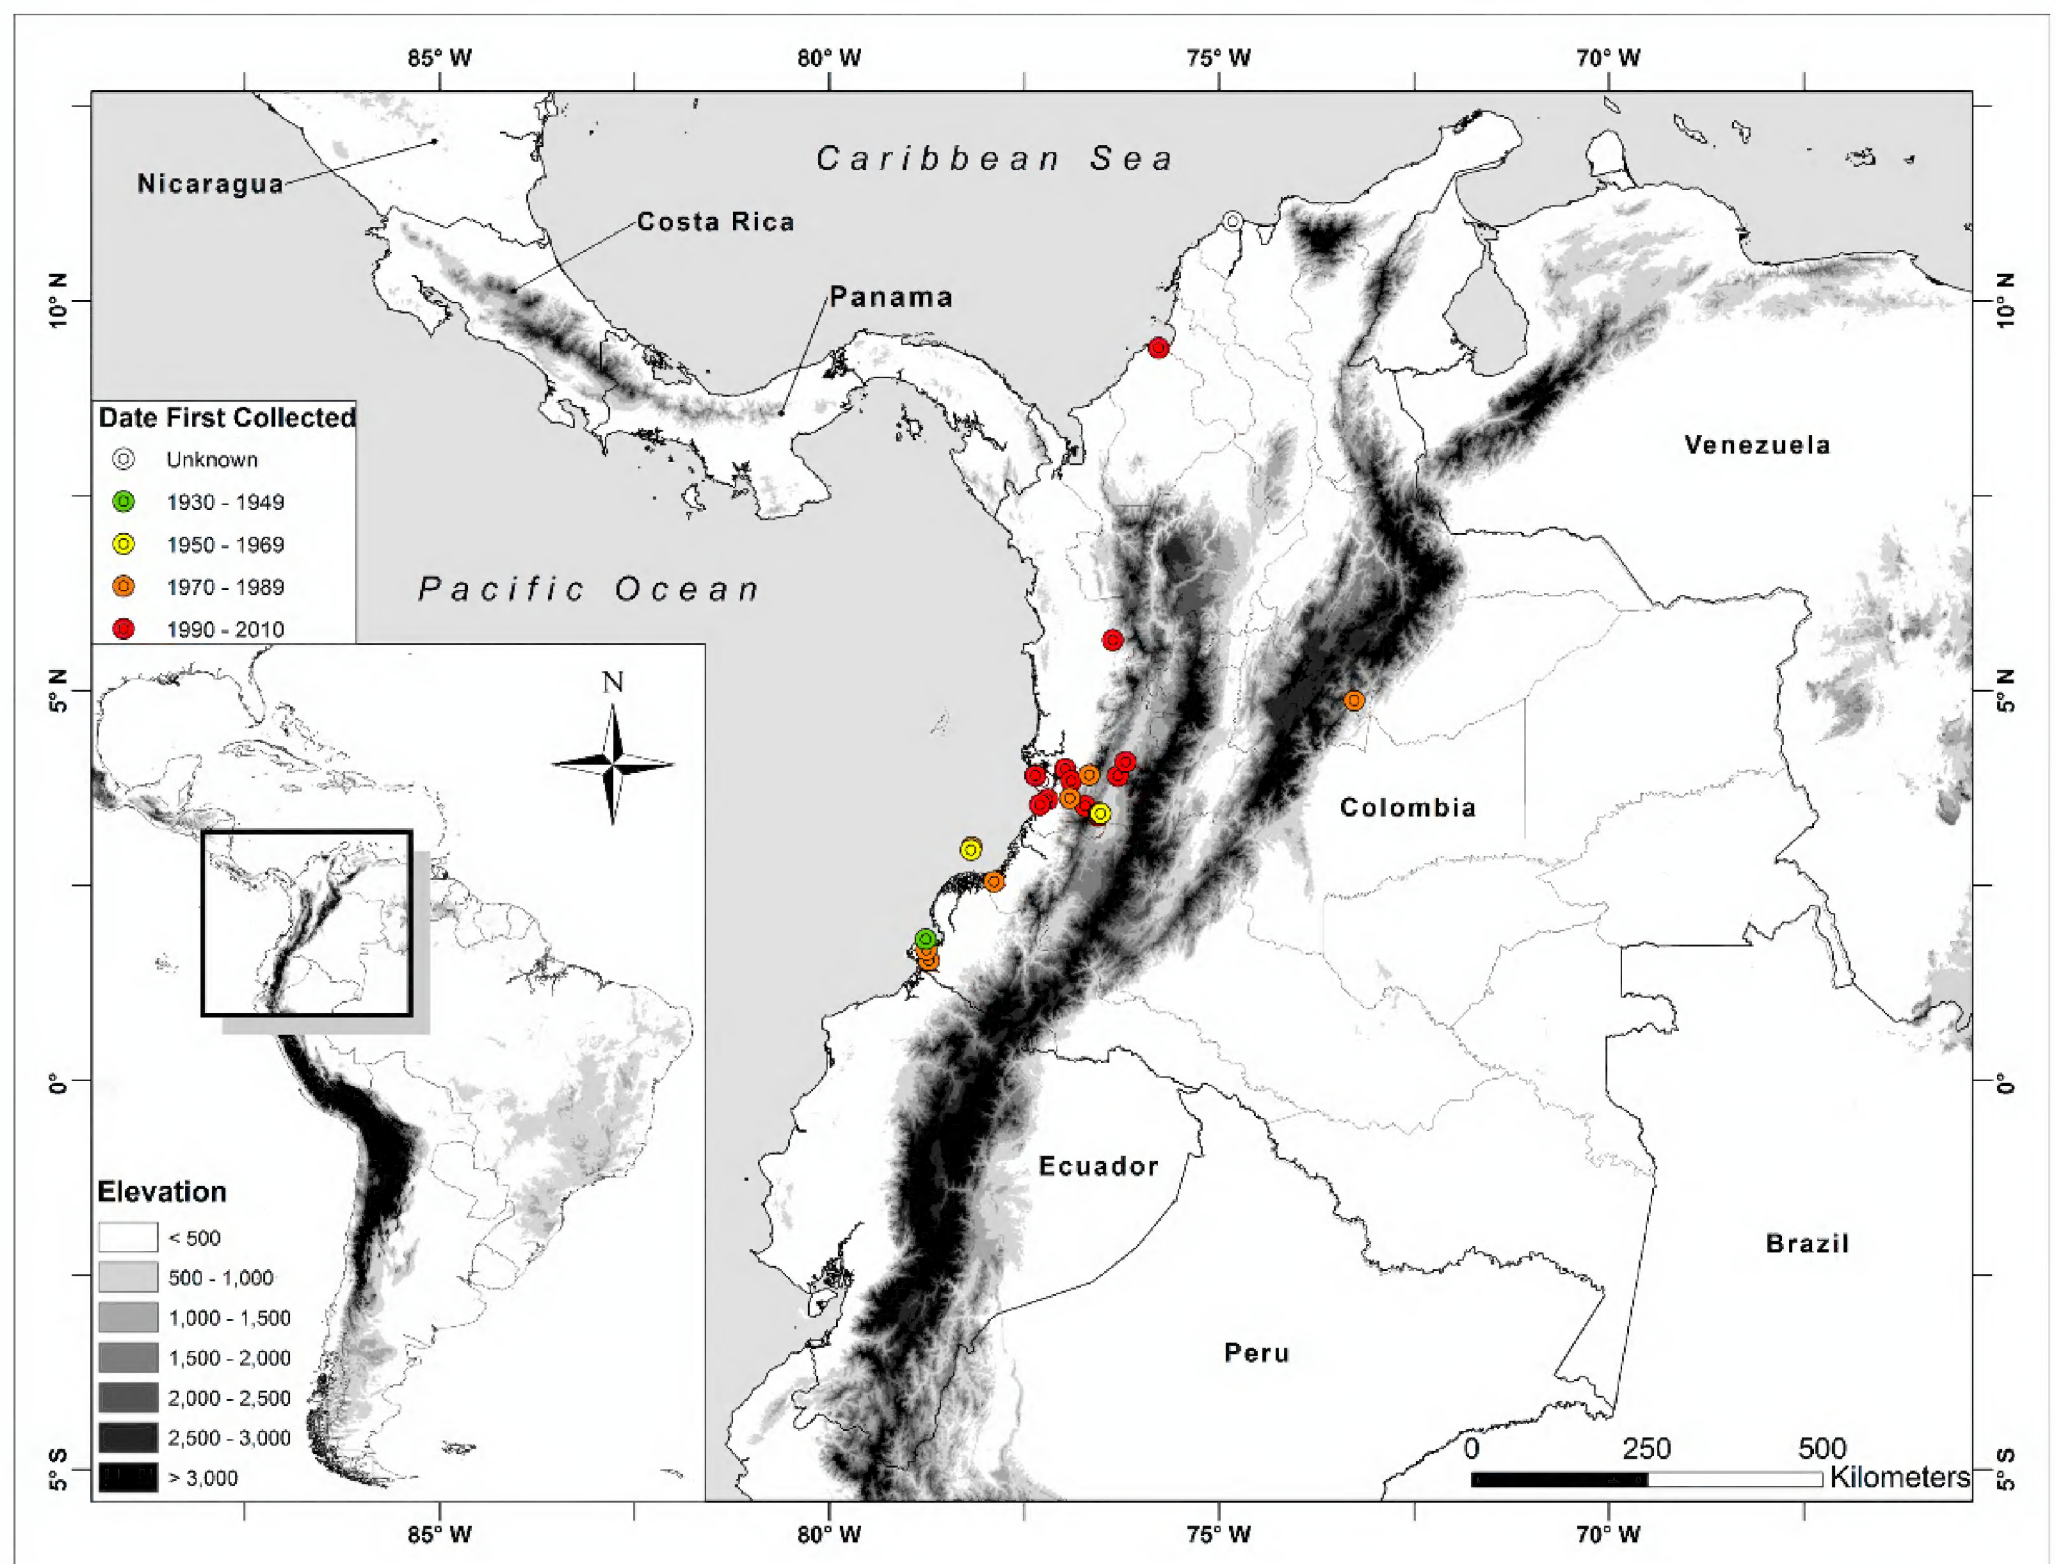 85° W 80° W 75° W 70° W
Caribbean Sea
Nicaragua
Costa Rica
Panama
10° N
10° N
Date First Collected
Unknown
1930 - 1949
1950 - 1969
1970 - 1989
1990 - 2010
Venezuela
Pacific Ocean
5° N
5° N
N
Colombia
0°
0°
Ecuador
Elevation
< 500
500 - 1,000
1,000 - 1,500
1,500 - 2,000
2,000 - 2,500
2,500 - 3,000
> 3,000
Brazil
Peru
0 250 500
Kilometers
5° S
5° S
85° W 80° W 75° W 70° W